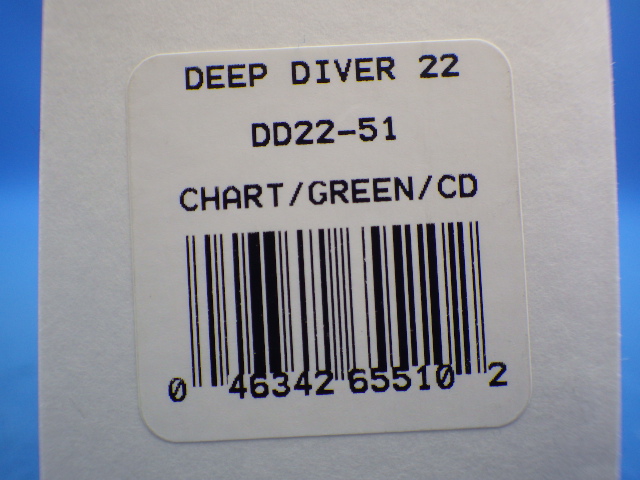 DEEP DIVER 22
DD22-51
CHART/GREEN/CD
0 46342 65510 2